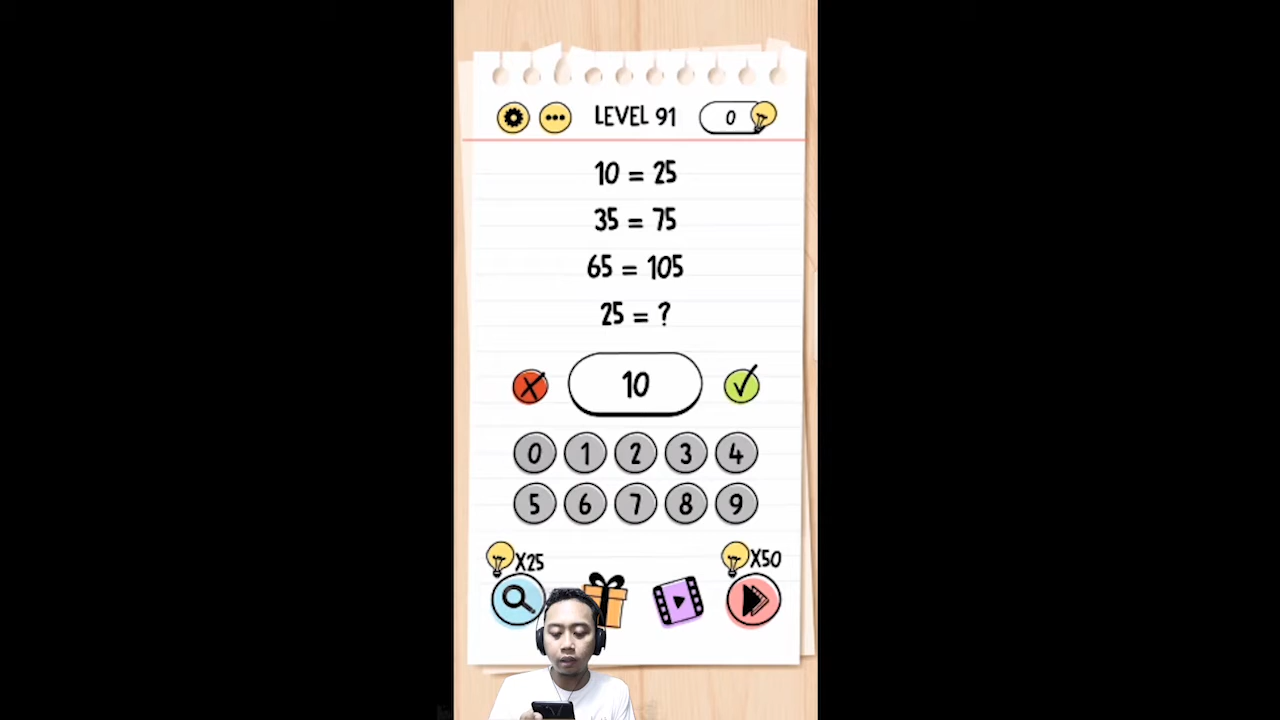 LEVEL 91
0
10 = 25
35 = 75
65 = 105
25 = ?
10
0 1 2 3 4
5 6 7 8 9
X25
X50